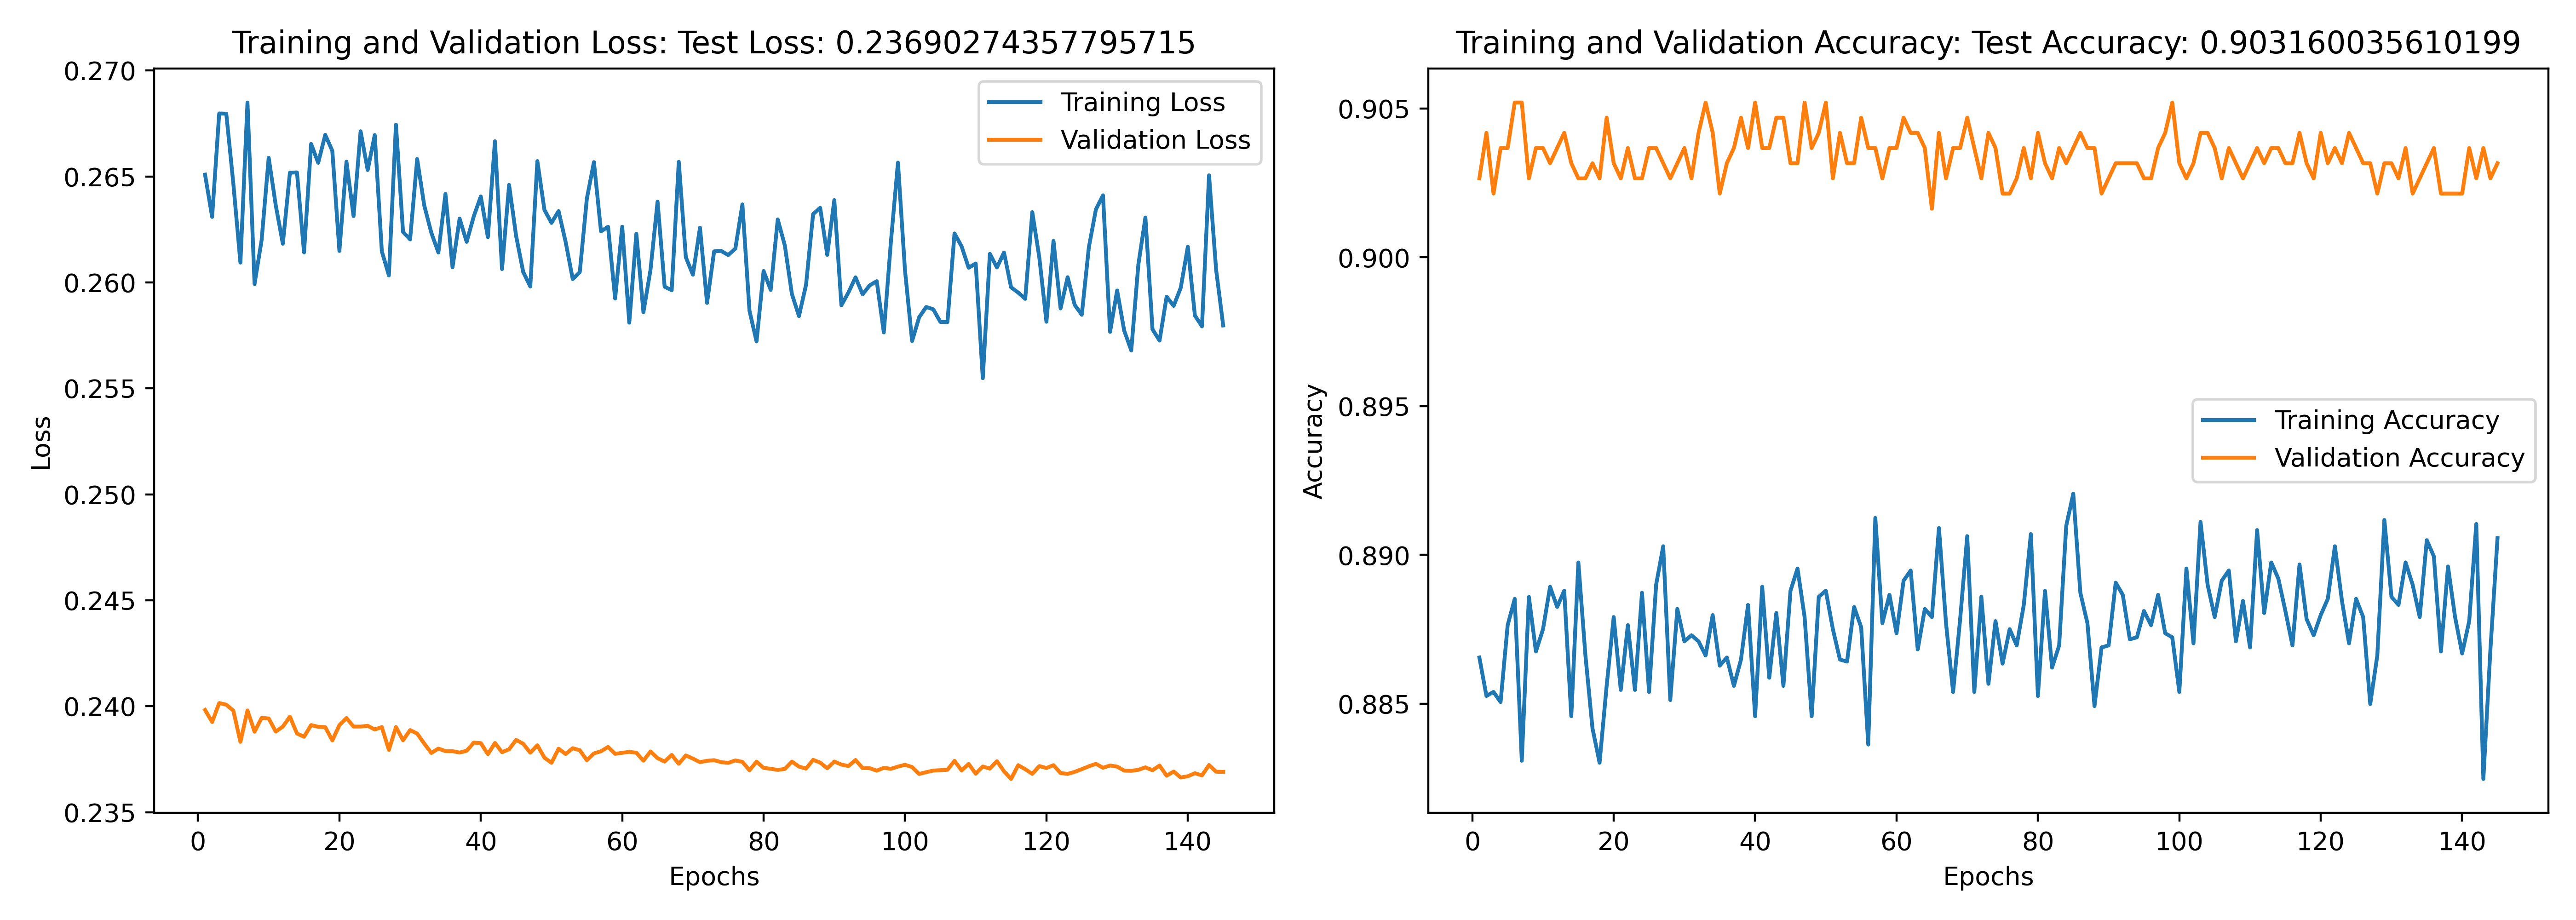 Training and Validation Loss: Test Loss: 0.23690274357795715
0.270
0.265
0.260
0.255
0.250
0.245
0.240
0.235
Loss
Training Loss
Validation Loss
0 20 40 60 80 100 120 140
Epochs
Training and Validation Accuracy: Test Accuracy: 0.903160035610199
0.905
0.900
0.895
0.890
0.885
Accuracy
Training Accuracy
Validation Accuracy
0 20 40 60 80 100 120 140
Epochs